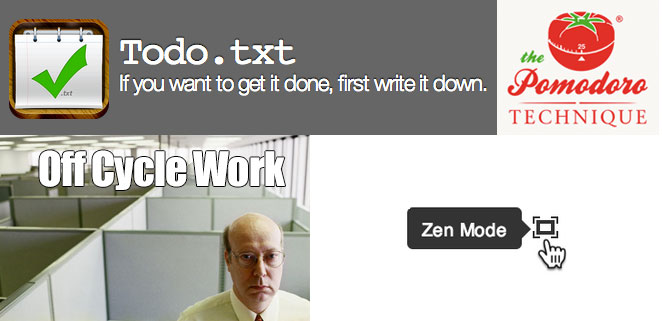 Todo.txt
If you want to get it done, first write it down.
.txt
25
the
Pomodoro®
TECHNIQUE
Off Cycle Work
Zen Mode